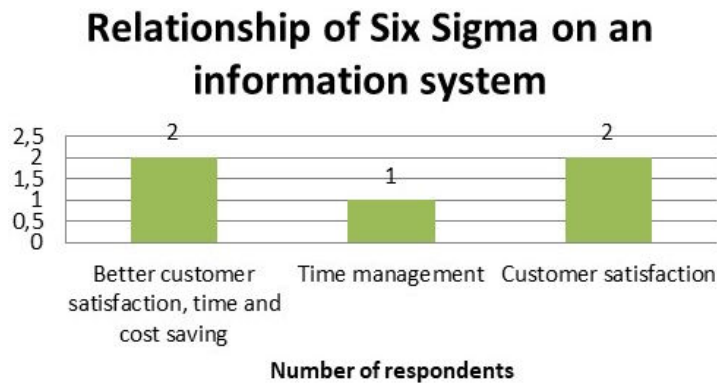 Relationship of Six Sigma on an
information system
2,5
2
1,5
1
0,5
0
2
1
2
Better customer
satisfaction, time and
cost saving
Time management
Customer satisfaction
Number of respondents